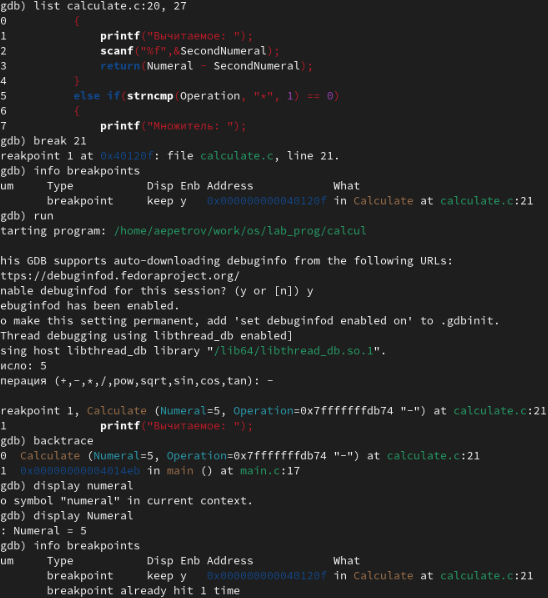 gdb) list calculate.c:20, 27
0 {
1 printf("Вычитаемое: ");
2 scanf("%f",&SecondNumeral);
3 return(Numeral - SecondNumeral);
4 }
5 else if(strncmp(Operation, "*", 1) == 0)
6 {
7 printf("Множитель: ");
gdb) break 21
reakpoint 1 at 0x40120f: file calculate.c, line 21.
gdb) info breakpoints
um Type Disp Enb Address What
breakpoint keep y 0x000000000040120f in Calculate at calculate.c:21
gdb) run
tarting program: /home/aepetrov/work/os/lab_prog/calcul
his GDB supports auto-downloading debuginfo from the following URLs:
ttps://debuginfod.fedoraproject.org/
nable debuginfod for this session? (y or [n]) y
ebuginfod has been enabled.
o make this setting permanent, add 'set debuginfod enabled on' to .gdbinit.
Thread debugging using libthread_db enabled]
sing host libthread_db library "/lib64/libthread_db.so.1".
исло: 5
перация (+,-,*,/,pow,sqrt,sin,cos,tan): -
reakpoint 1, Calculate (Numeral=5, Operation=0x7fffffffdb74 "-") at calculate.c:21
1 printf("Вычитаемое: ");
gdb) backtrace
0 Calculate (Numeral=5, Operation=0x7fffffffdb74 "-") at calculate.c:21
1 0x00000000004014eb in main () at main.c:17
gdb) display numeral
o symbol "numeral" in current context.
gdb) display Numeral
: Numeral = 5
gdb) info breakpoints
um Type Disp Enb Address What
breakpoint keep y 0x000000000040120f in Calculate at calculate.c:21
breakpoint already hit 1 time